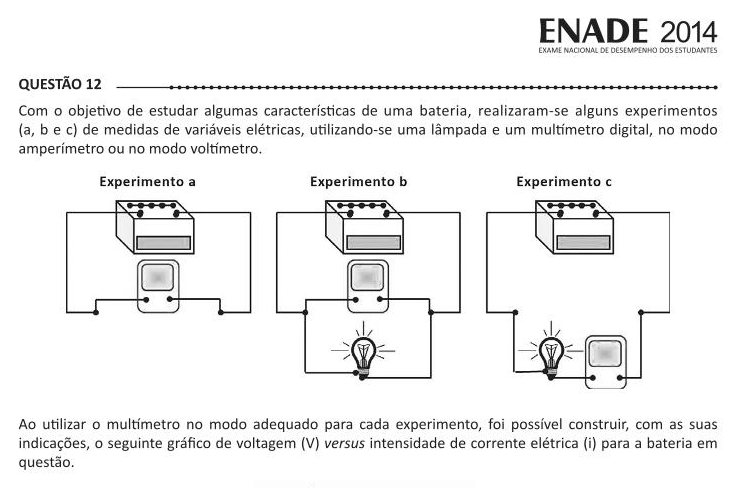 ENADE 2014
EXAME NACIONAL DE DESEMPENHO DOS ESTUDANTES
QUESTÃO 12
Com o objetivo de estudar algumas características de uma bateria, realizaram-se alguns experimentos
(a, b e c) de medidas de variáveis elétricas, utilizando-se uma lâmpada e um multímetro digital, no modo
amperímetro ou no modo voltímetro.
Experimento a
Experimento b
Experimento c
Ao utilizar o multímetro no modo adequado para cada experimento, foi possível construir, com as suas
indicações, o seguinte gráfico de voltagem (V) versus intensidade de corrente elétrica (i) para a bateria em
questão.